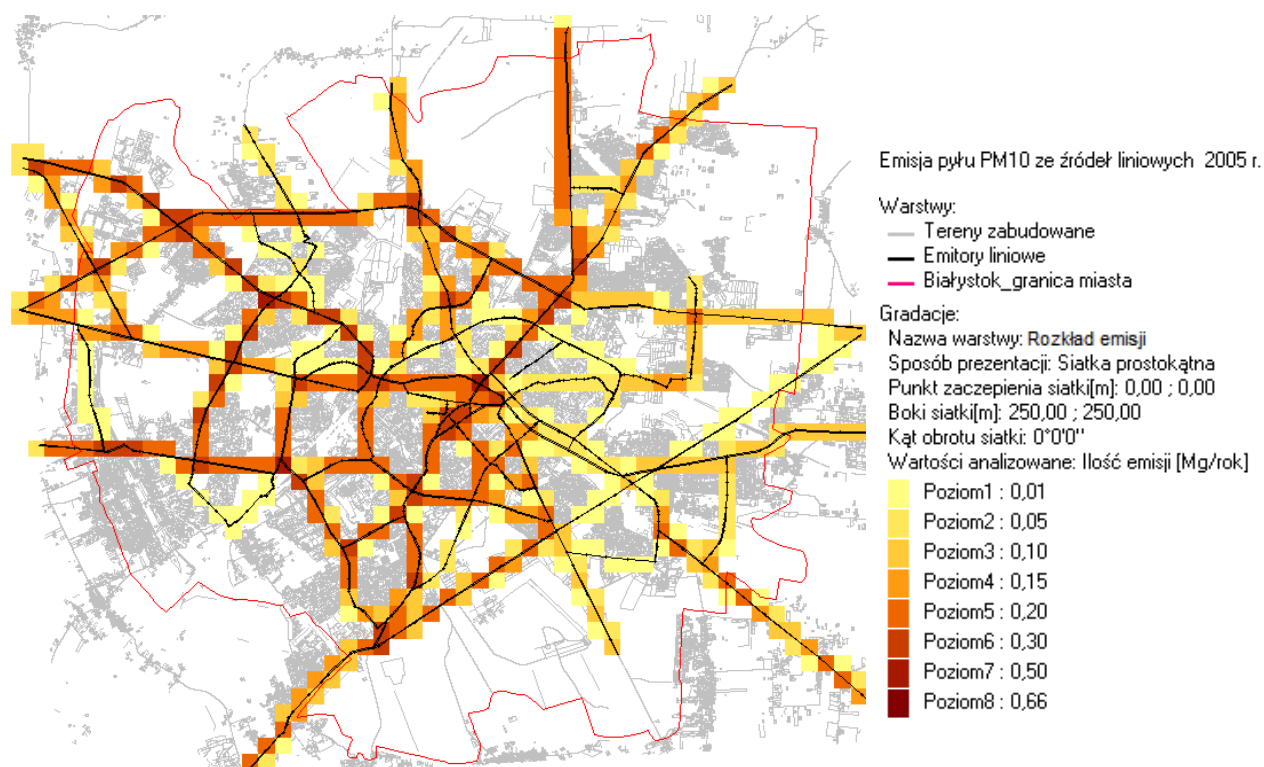 Emisja pyłu PM10 ze źródeł liniowych 2005 r.
Warstwy:
Tereny zabudowane
Emitory liniowe
Białystok_granica miasta
Gradacje:
Nazwa warstwy: Rozkład emisji
Sposób prezentacji: Siatka prostokątna
Punkt zaczepienia siatki[m]: 0,00 ; 0,00
Boki siatki[m]: 250,00 ; 250,00
Kąt obrotu siatki: 0°0'0"
Wartości analizowane: Ilość emisji [Mg/rok]
Poziom1 : 0,01
Poziom2 : 0,05
Poziom3 : 0,10
Poziom4 : 0,15
Poziom5 : 0,20
Poziom6 : 0,30
Poziom7 : 0,50
Poziom8 : 0,66